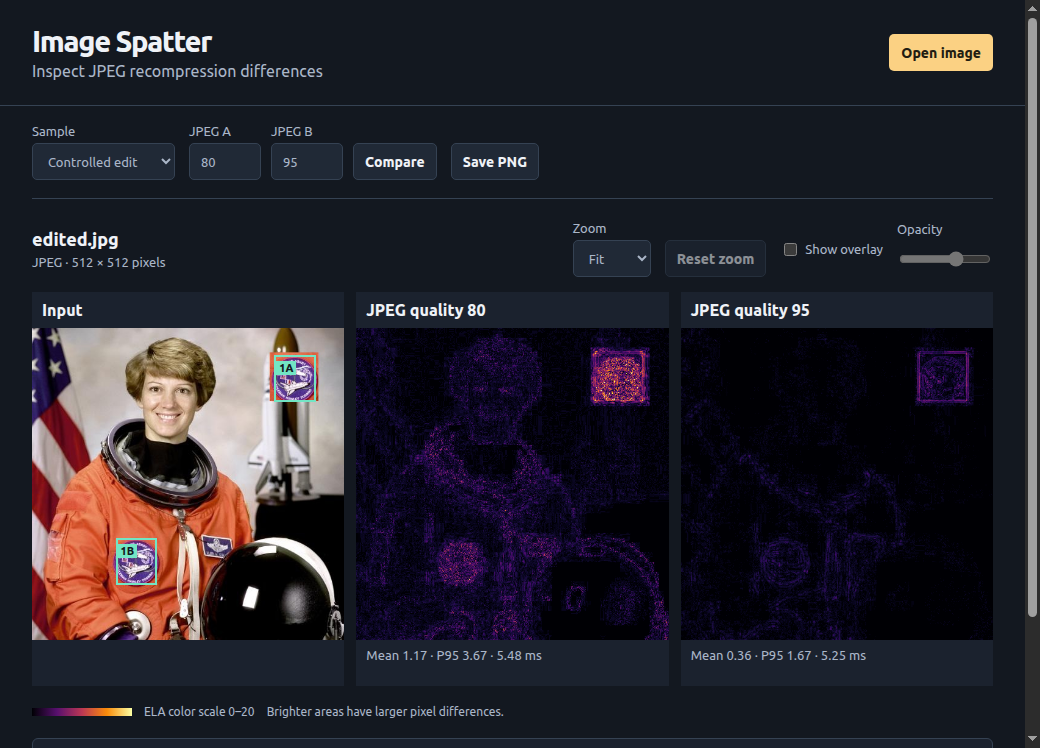 Image Spatter
Inspect JPEG recompression differences
Open image
Sample
JPEG A
JPEG B
Controlled edit
80
95
Compare
Save PNG
edited.jpg
JPEG · 512 × 512 pixels
Zoom
Fit
Reset zoom
Show overlay
Opacity
Input
JPEG quality 80
JPEG quality 95
1A
1B
Mean 1.17 · P95 3.67 · 5.48 ms
Mean 0.36 · P95 1.67 · 5.25 ms
ELA color scale 0–20
Brighter areas have larger pixel differences.